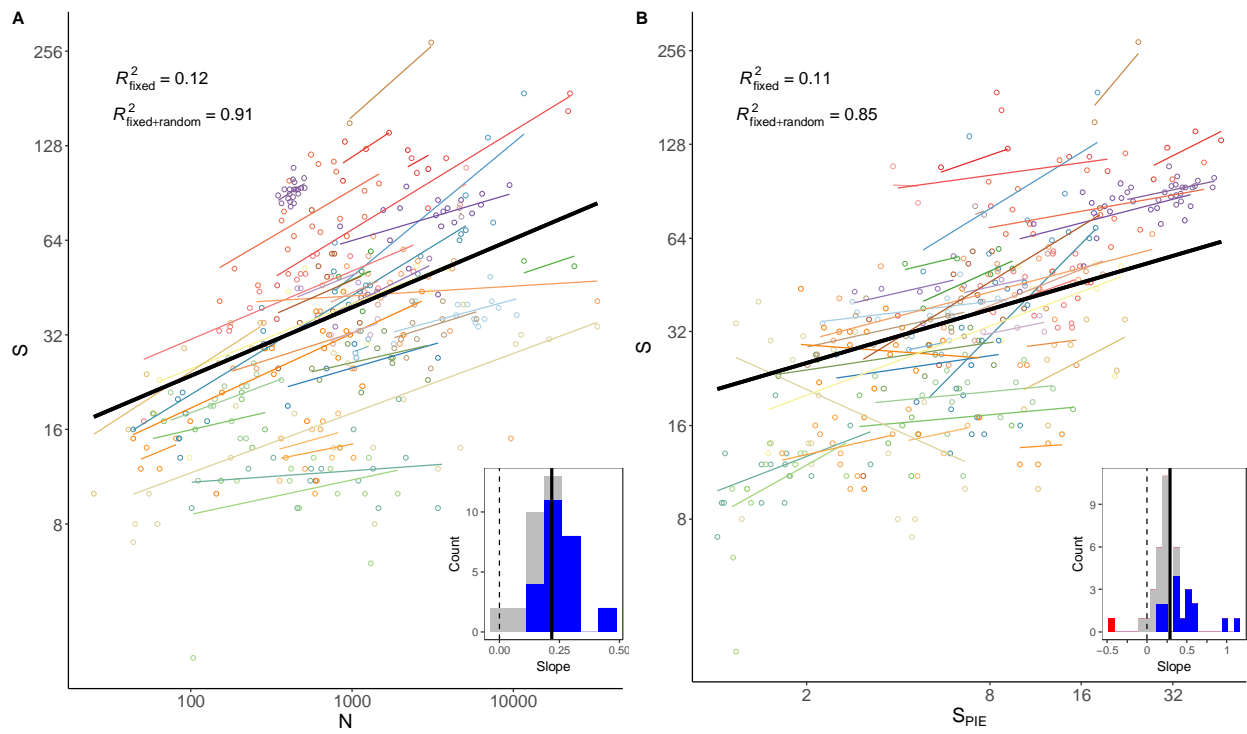 A
R²fixed = 0.12
R²fixed+random = 0.91
S
256
128
64
32
16
8
100
1000
10000
N
Count
10
5
0
0.00
0.25
0.50
Slope
B
R²fixed = 0.11
R²fixed+random = 0.85
S
256
128
64
32
16
8
2
8
16
32
SPIE
Count
9
6
3
0
−0.5
0
0.5
1
Slope